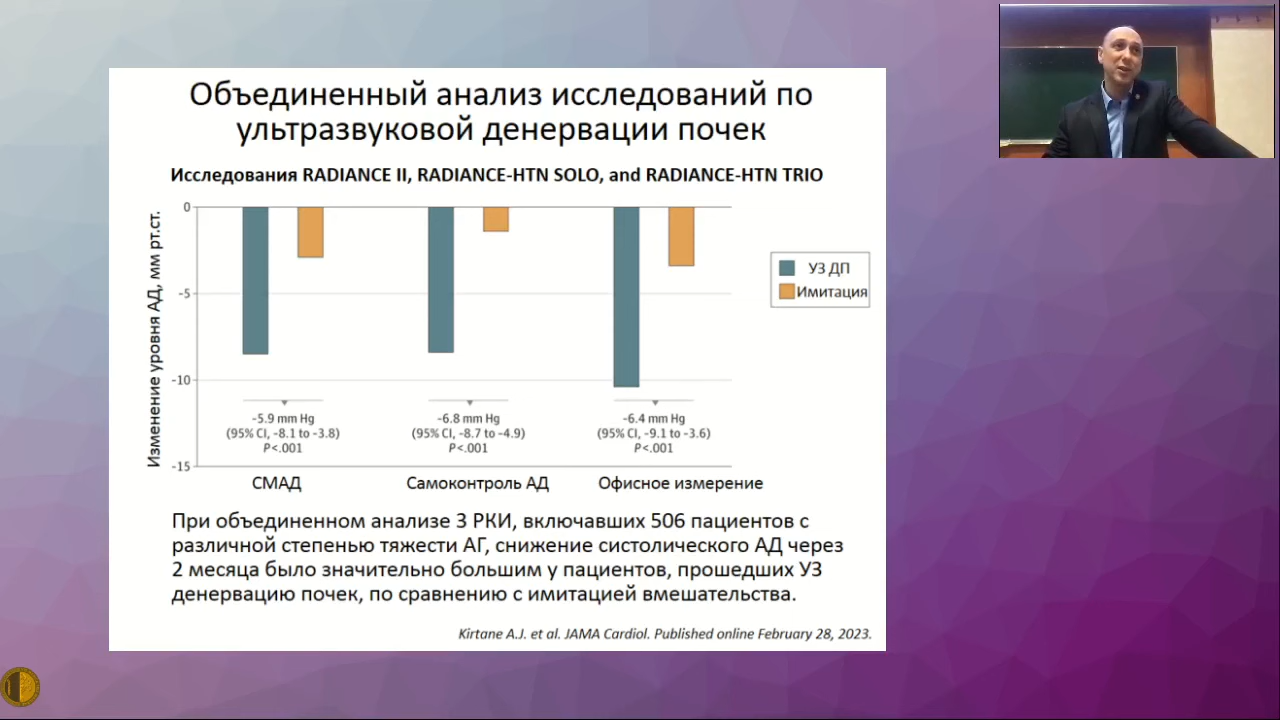 Объединенный анализ исследований по
ультразвуковой денервации почек
Исследования RADIANCE II, RADIANCE-HTN SOLO, and RADIANCE-HTN TRIO
Изменение уровня АД, мм рт.ст.
0
-5
-10
-15
УЗ ДП
Имитация
-5.9 mm Hg
(95% CI, -8.1 to -3.8)
P<.001
-6.8 mm Hg
(95% CI, -8.7 to -4.9)
P<.001
-6.4 mm Hg
(95% CI, -9.1 to -3.6)
P<.001
СМАД
Самоконтроль АД
Офисное измерение
При объединенном анализе 3 РКИ, включавших 506 пациентов с
различной степенью тяжести АГ, снижение систолического АД через
2 месяца было значительно большим у пациентов, прошедших УЗ
денервацию почек, по сравнению с имитацией вмешательства.
Kirtane A.J. et al. JAMA Cardiol. Published online February 28, 2023.